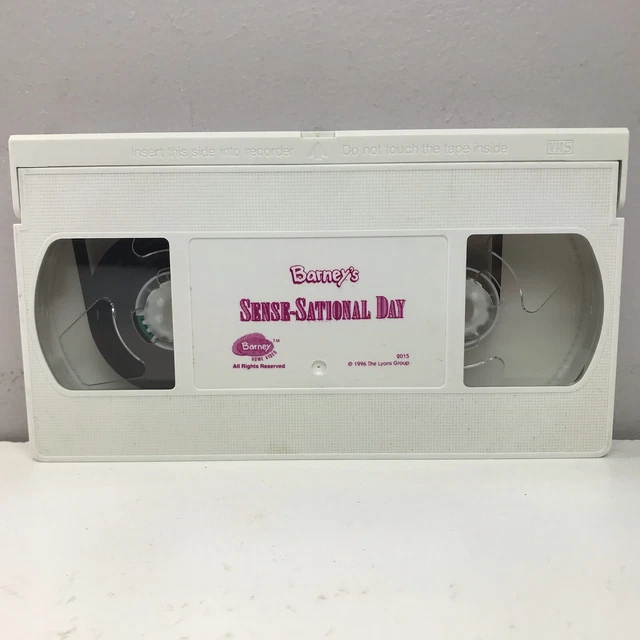 Insert this side into recorder Do not touch the tape inside VHS
Barney's
SENSE-SATIONAL DAY
Barney™
HOME VIDEO
All Rights Reserved
2015
© 1996 The Lyons Group